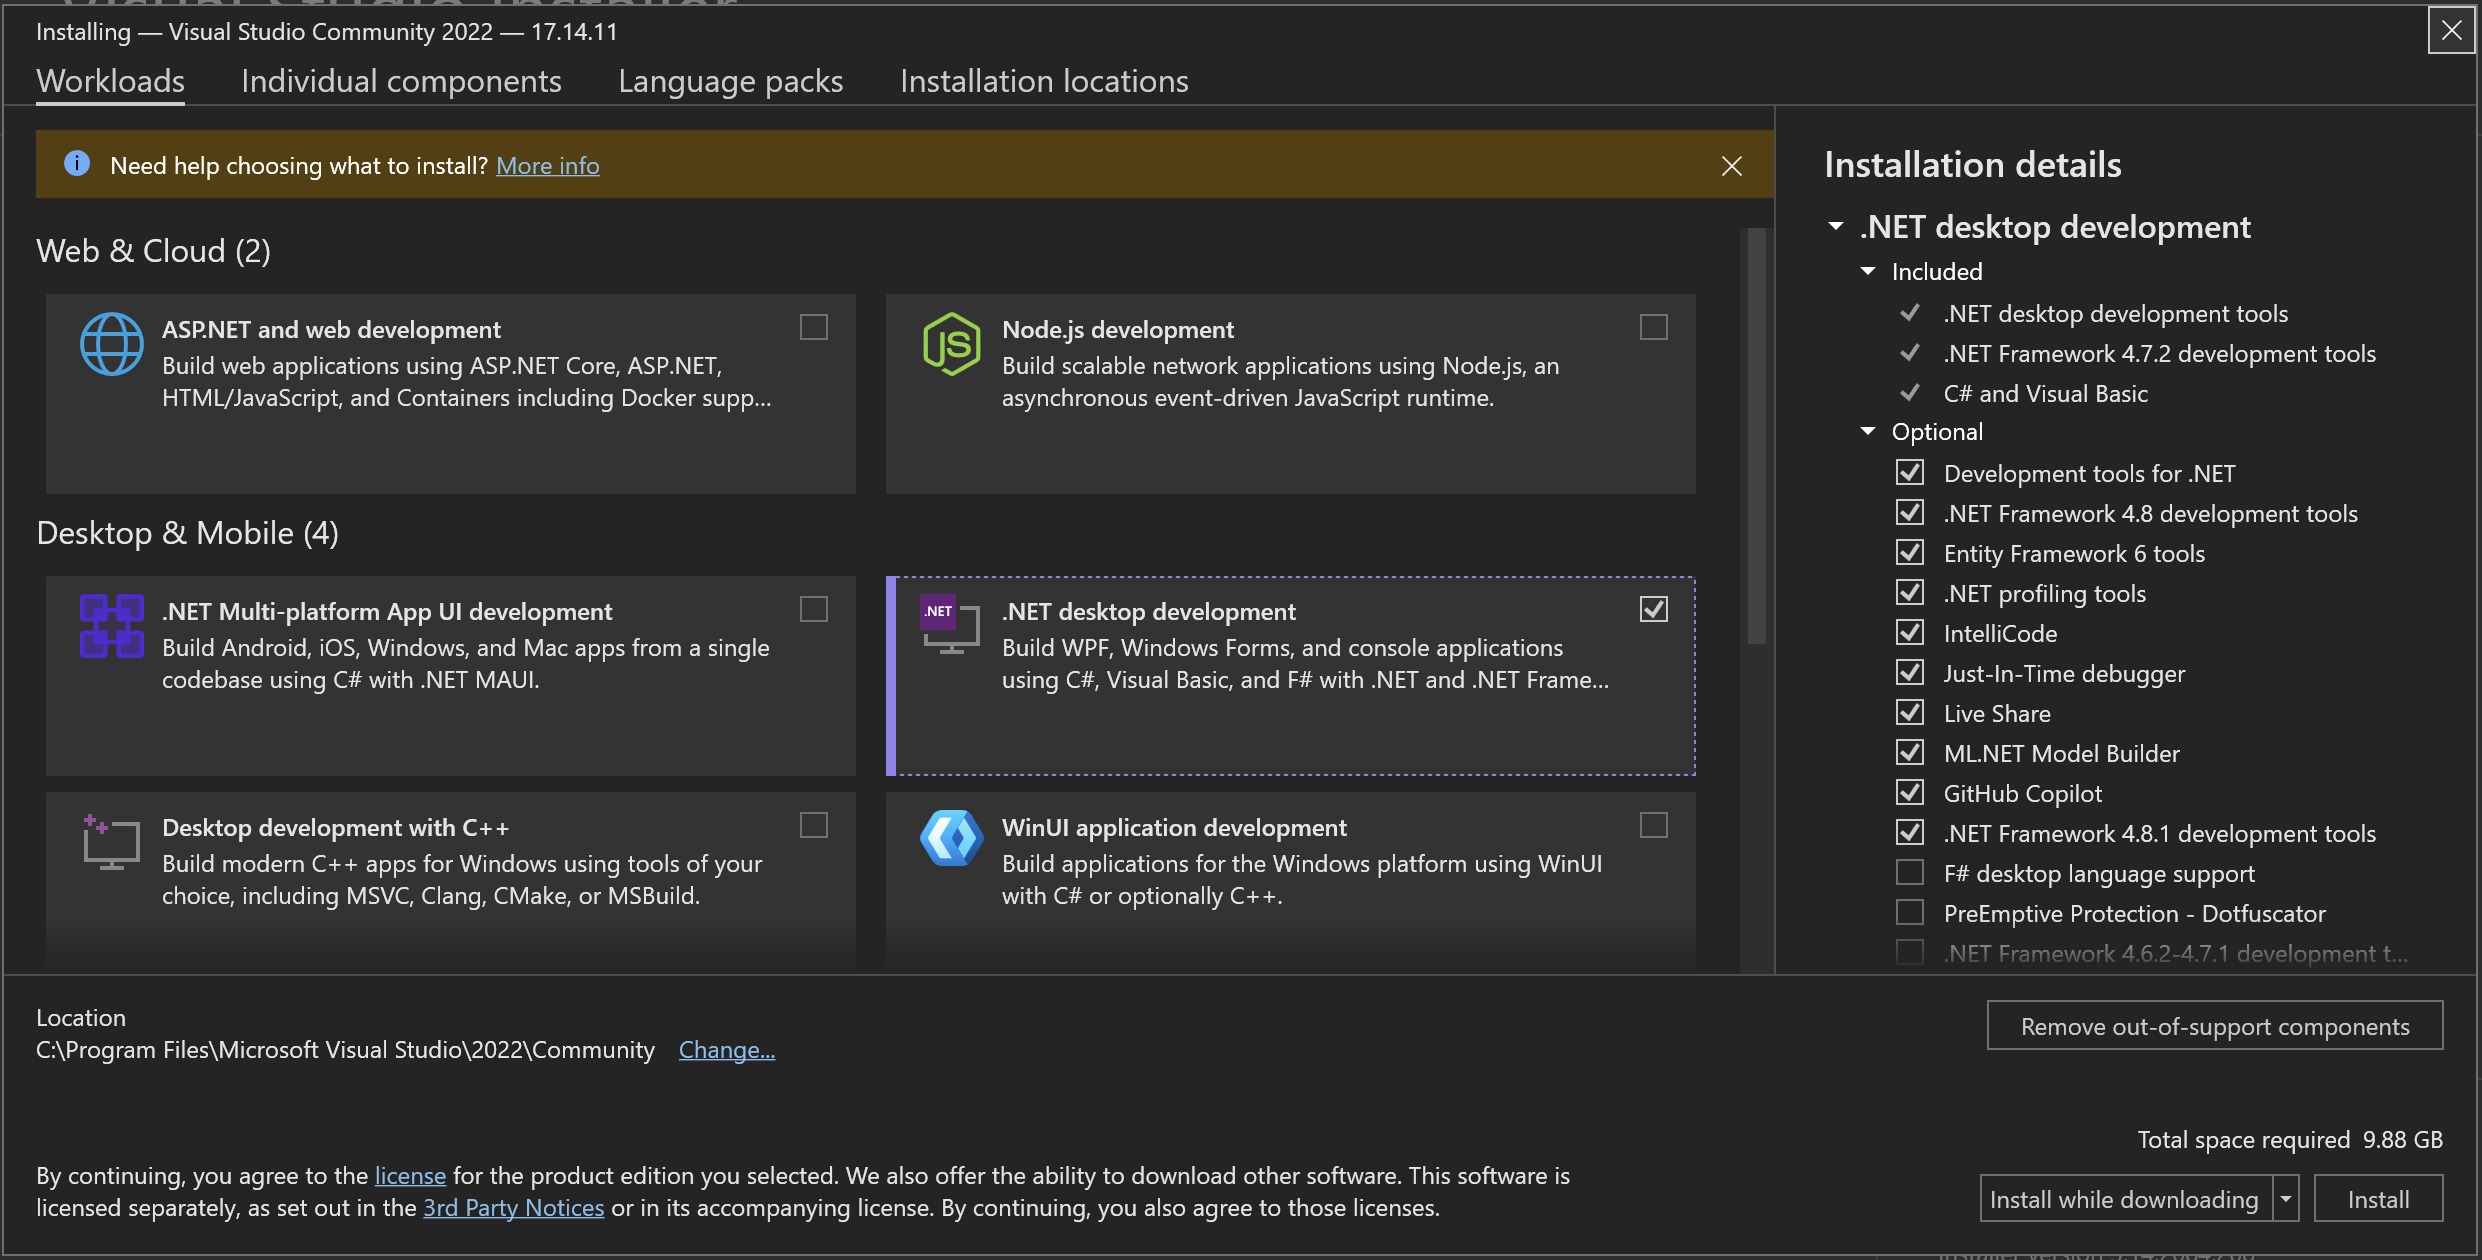 Visual Studio Installer
Installing — Visual Studio Community 2022 — 17.14.11
Workloads
Individual components
Language packs
Installation locations
Need help choosing what to install? More info
Web & Cloud (2)
ASP.NET and web development
Build web applications using ASP.NET Core, ASP.NET,
HTML/JavaScript, and Containers including Docker supp...
JS
Node.js development
Build scalable network applications using Node.js, an
asynchronous event-driven JavaScript runtime.
Desktop & Mobile (4)
.NET Multi-platform App UI development
Build Android, iOS, Windows, and Mac apps from a single
codebase using C# with .NET MAUI.
.NET
.NET desktop development
Build WPF, Windows Forms, and console applications
using C#, Visual Basic, and F# with .NET and .NET Frame...
Desktop development with C++
Build modern C++ apps for Windows using tools of your
choice, including MSVC, Clang, CMake, or MSBuild.
WinUI application development
Build applications for the Windows platform using WinUI
with C# or optionally C++.
Installation details
.NET desktop development
Included
.NET desktop development tools
.NET Framework 4.7.2 development tools
C# and Visual Basic
Optional
Development tools for .NET
.NET Framework 4.8 development tools
Entity Framework 6 tools
.NET profiling tools
IntelliCode
Just-In-Time debugger
Live Share
ML.NET Model Builder
GitHub Copilot
.NET Framework 4.8.1 development tools
F# desktop language support
PreEmptive Protection - Dotfuscator
.NET Framework 4.6.2-4.7.1 development t...
Location
C:\Program Files\Microsoft Visual Studio\2022\Community Change...
Remove out-of-support components
Total space required 9.88 GB
By continuing, you agree to the license for the product edition you selected. We also offer the ability to download other software. This software is
licensed separately, as set out in the 3rd Party Notices or in its accompanying license. By continuing, you also agree to those licenses.
Install while downloading
Install